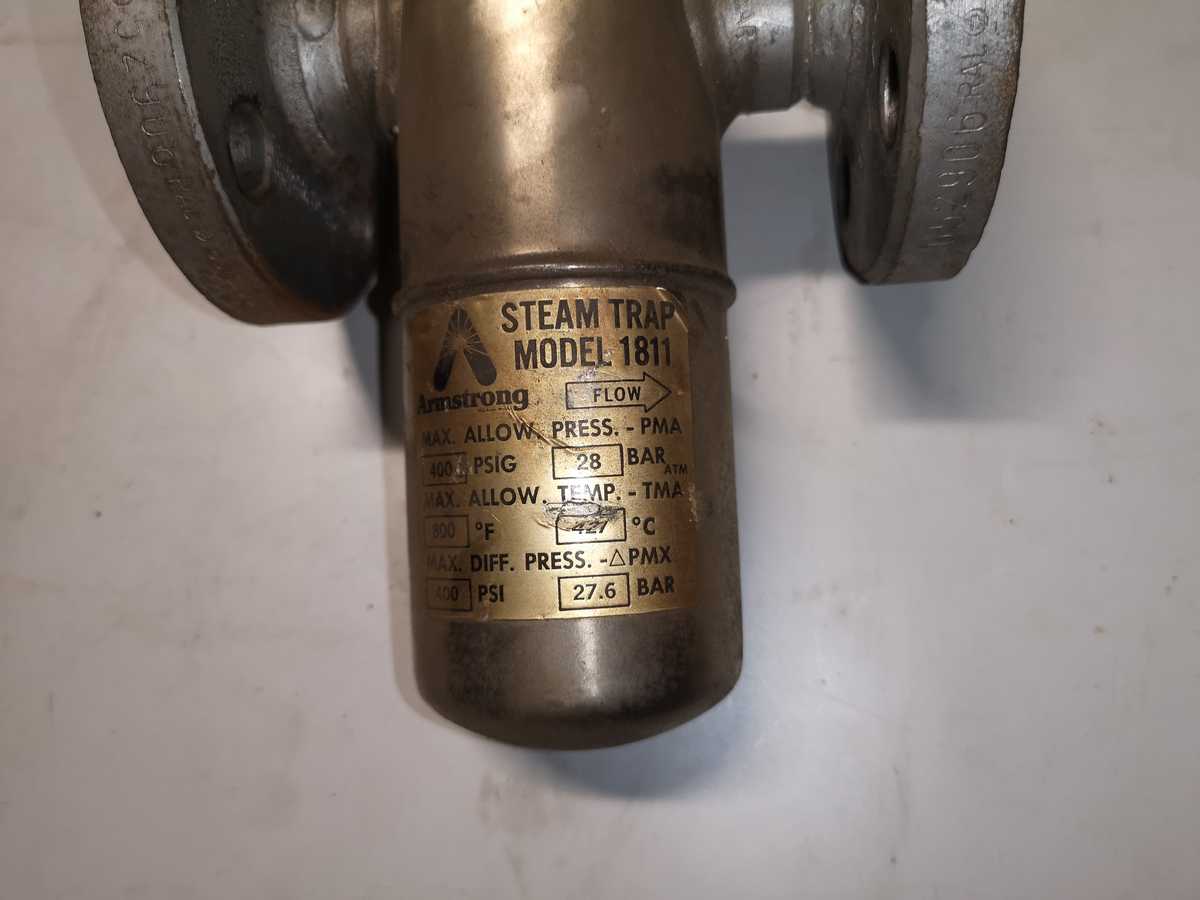 STEAM TRAP
MODEL 1811
Armstrong
FLOW
MAX. ALLOW. PRESS. - PMA
400 PSIG 28 BAR ATM
MAX. ALLOW. TEMP. - TMA
800 °F 427 °C
MAX. DIFF. PRESS. - △PMX
400 PSI 27.6 BAR